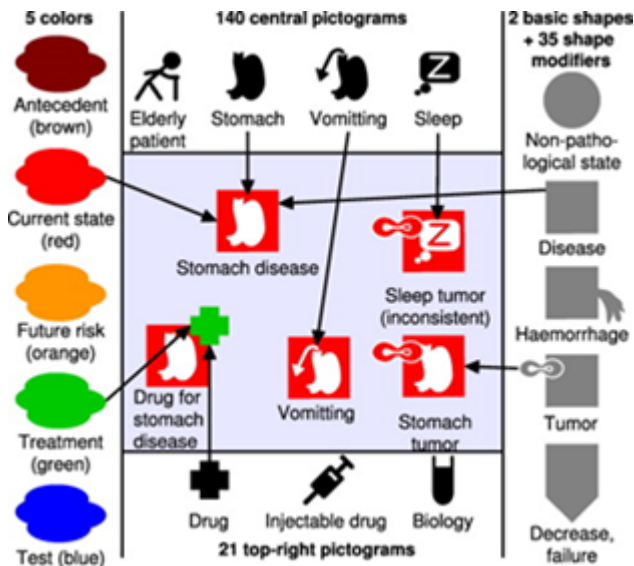 5 colors
Antecedent
(brown)
Current state
(red)
Future risk
(orange)
Treatment
(green)
Test (blue)
140 central pictograms
Elderly
patient
Stomach
Vomitting
Sleep
Z
Stomach disease
Z
Sleep tumor
(inconsistent)
Drug for
stomach
disease
Vomitting
Stomach
tumor
Drug
Injectable drug
Biology
21 top-right pictograms
2 basic shapes
+ 35 shape
modifiers
Non-patho-
logical state
Disease
Haemorrhage
Tumor
Decrease,
failure